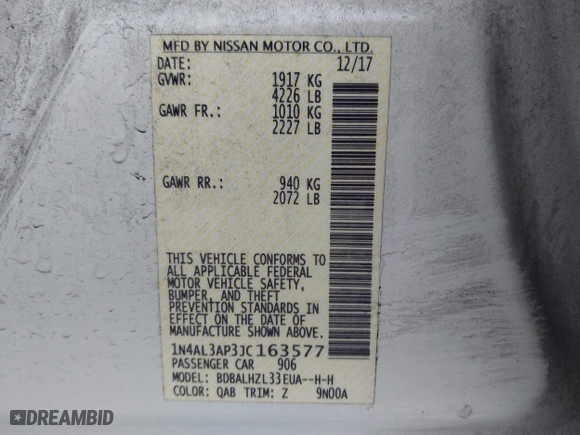 MFD BY NISSAN MOTOR CO., LTD.
DATE: 12/17
GVWR: 1917 KG
4226 LB
GAWR FR.: 1010 KG
2227 LB
GAWR RR.: 940 KG
2072 LB
THIS VEHICLE CONFORMS TO
ALL APPLICABLE FEDERAL
MOTOR VEHICLE SAFETY,
BUMPER, AND THEFT
PREVENTION STANDARDS IN
EFFECT ON THE DATE OF
MANUFACTURE SHOWN ABOVE.
1N4AL3AP3JC163577
PASSENGER CAR 906
MODEL: BDBALHZL33EUA--H-H
COLOR: QAB TRIM: Z 9N00A
DREAMBID